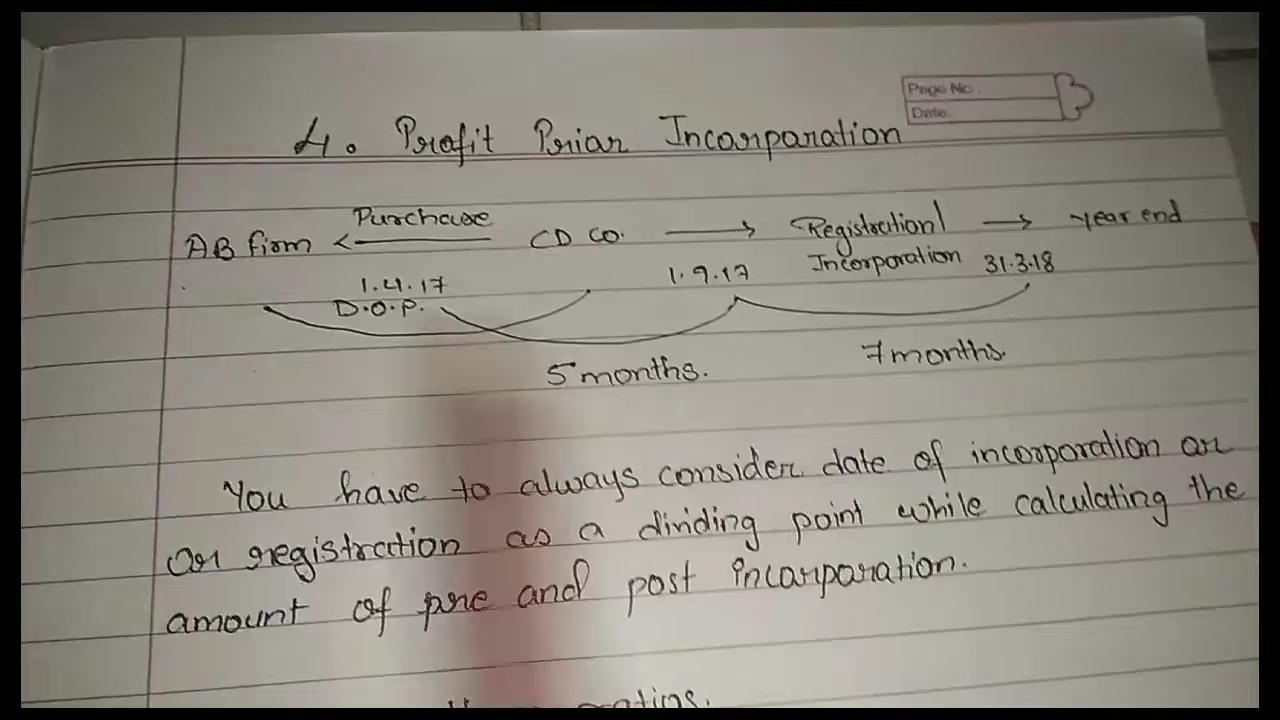 Page No.
Date.
4. Profit Prior Incorporation
Purchase
AB firm CD co. Registration/ year end
1.4.17 1.9.17 Incorporation 31.3.18
D.O.P.
5 months. 7 months.
You have to always consider date of incorporation or
or registration as a dividing point while calculating the
amount of pre and post incorporation.